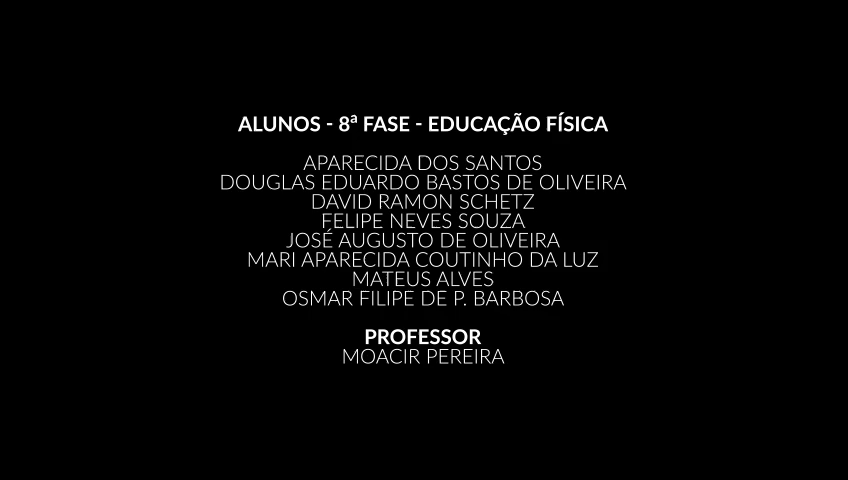 ALUNOS - 8ª FASE - EDUCAÇÃO FÍSICA
APARECIDA DOS SANTOS
DOUGLAS EDUARDO BASTOS DE OLIVEIRA
DAVID RAMON SCHETZ
FELIPE NEVES SOUZA
JOSÉ AUGUSTO DE OLIVEIRA
MARI APARECIDA COUTINHO DA LUZ
MATEUS ALVES
OSMAR FILIPE DE P. BARBOSA
PROFESSOR
MOACIR PEREIRA